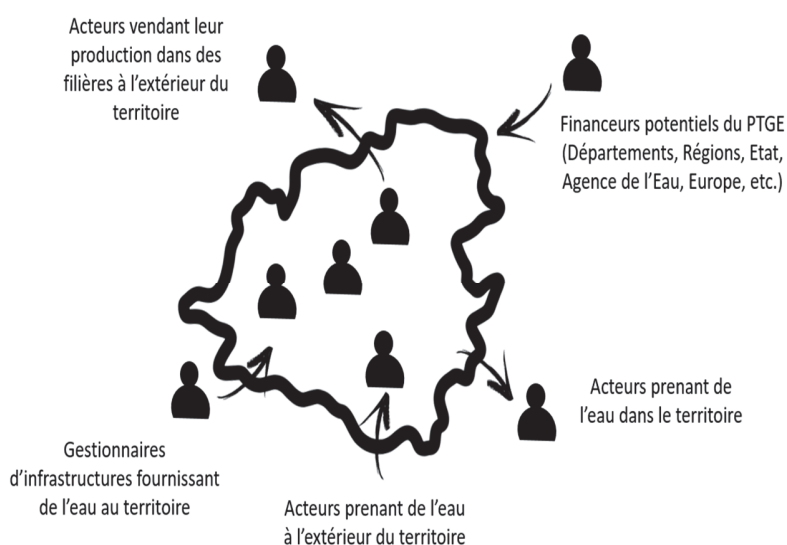 Acteurs vendant leur
production dans des
filières à l'extérieur du
territoire
Financeurs potentiels du PTGE
(Départements, Régions, Etat,
Agence de l'Eau, Europe, etc.)
Acteurs prenant de
l'eau dans le territoire
Gestionnaires
d'infrastructures fournissant
de l'eau au territoire
Acteurs prenant de l'eau
à l'extérieur du territoire